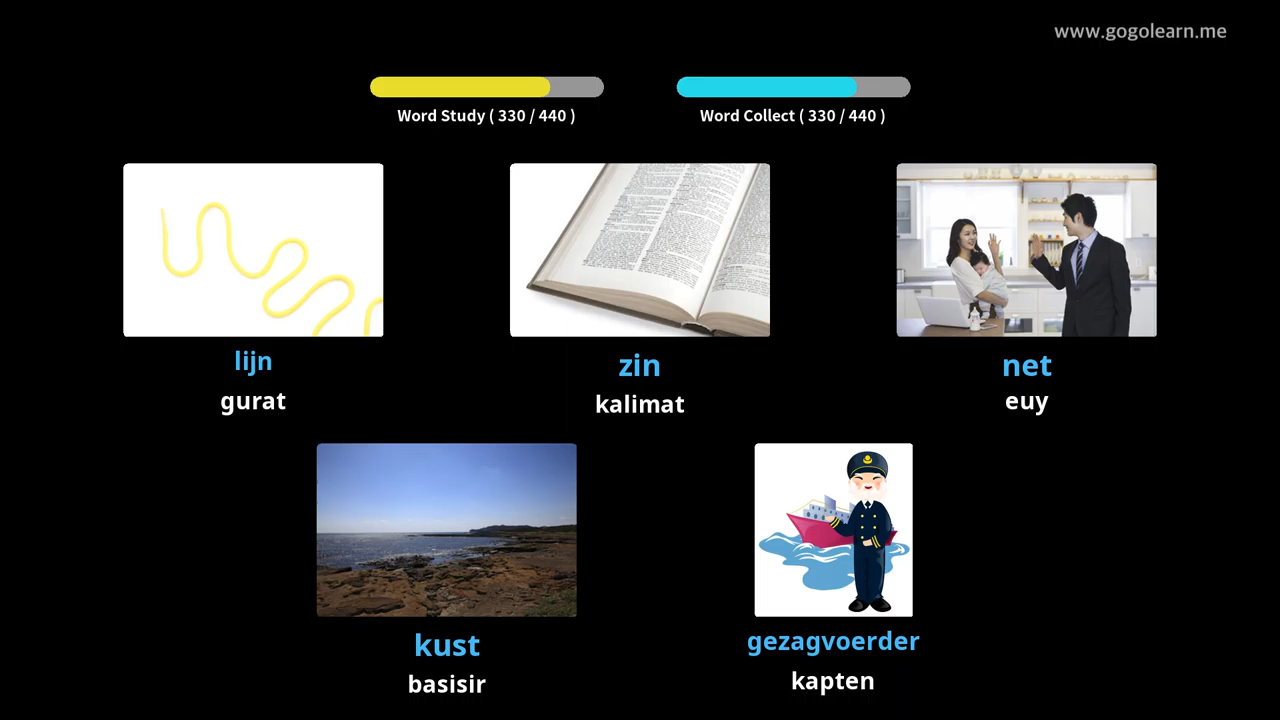 www.gogolearn.me
Word Study ( 330 / 440 )
Word Collect ( 330 / 440 )
lijn
gurat
zin
kalimat
net
euy
kust
basisir
gezagvoerder
kapten